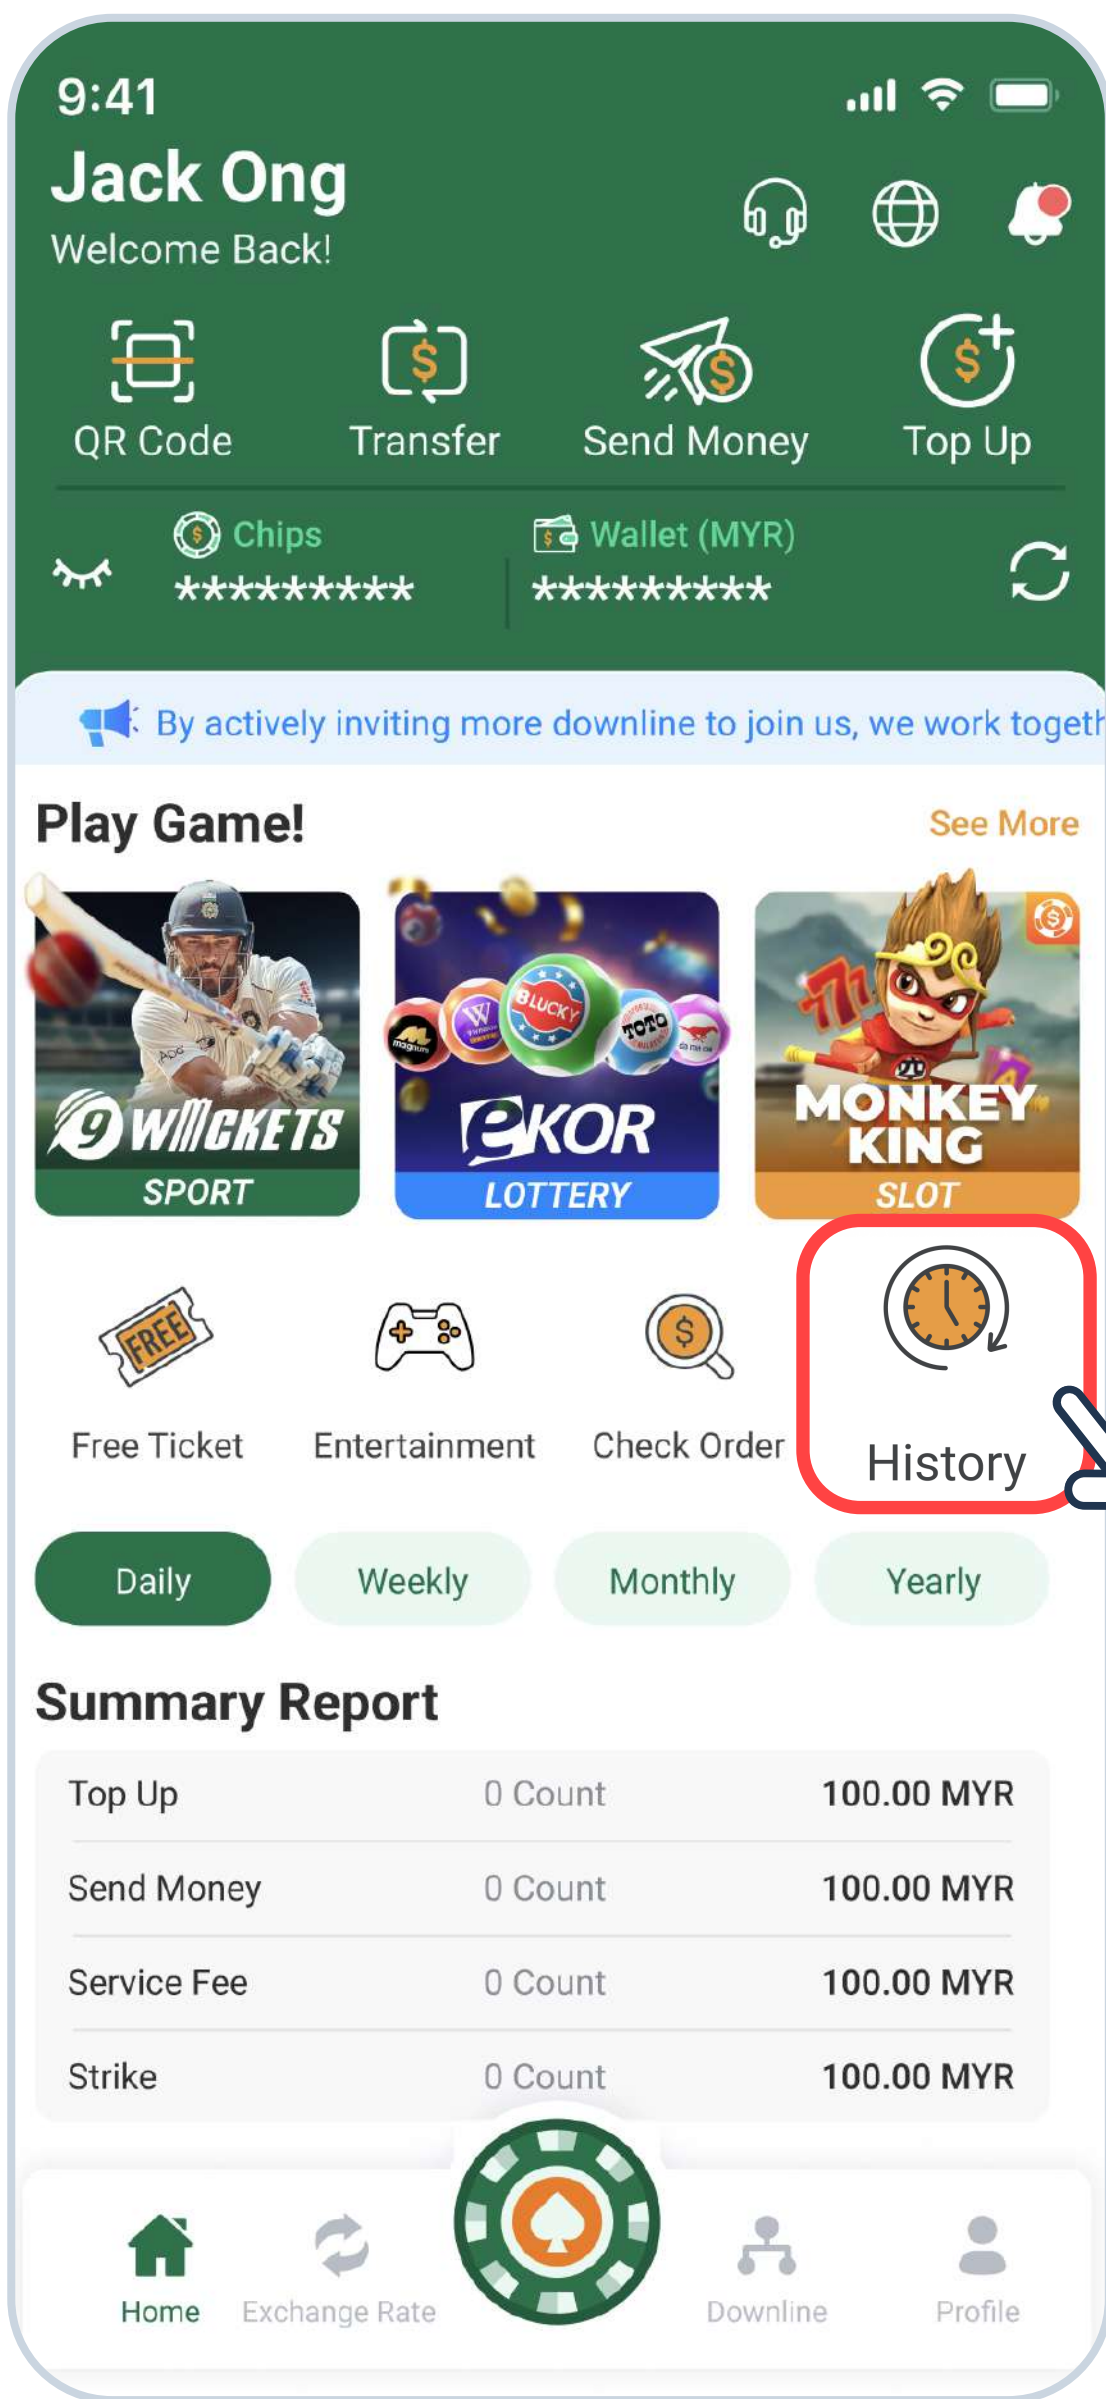 9:41
Jack Ong
Welcome Back!
QR Code Transfer Send Money Top Up
Chips Wallet (MYR)
********* *********
By actively inviting more downline to join us, we work togeth
Play Game! See More
magnum W 8LUCKY TOTO
9WICKETS eKOR MONKEY KING
SPORT LOTTERY SLOT
FREE
Free Ticket Entertainment Check Order History
Daily Weekly Monthly Yearly
Summary Report
Top Up 0 Count 100.00 MYR
Send Money 0 Count 100.00 MYR
Service Fee 0 Count 100.00 MYR
Strike 0 Count 100.00 MYR
Home Exchange Rate Downline Profile